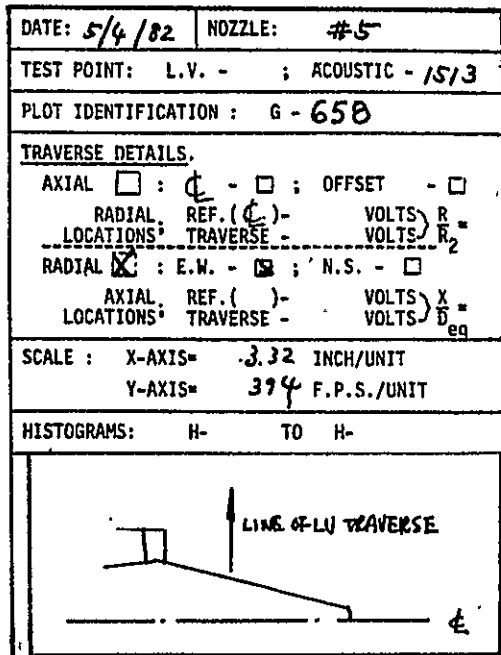 DATE: 5/4/82 NOZZLE: #5
TEST POINT: L.V. - ; ACOUSTIC - 1513
PLOT IDENTIFICATION : G - 658
TRAVERSE DETAILS.
AXIAL : ℄ - ; OFFSET -
RADIAL REF.(℄)- VOLTS R
LOCATIONS: TRAVERSE - VOLTS R2 =
RADIAL X : E.W. - ; N.S. -
AXIAL REF.( )- VOLTS X
LOCATIONS: TRAVERSE - VOLTS Deq =
SCALE : X-AXIS= .3.32 INCH/UNIT
Y-AXIS= 394 F.P.S./UNIT
HISTOGRAMS: H- TO H-
LINE OF LV TRAVERSE
℄